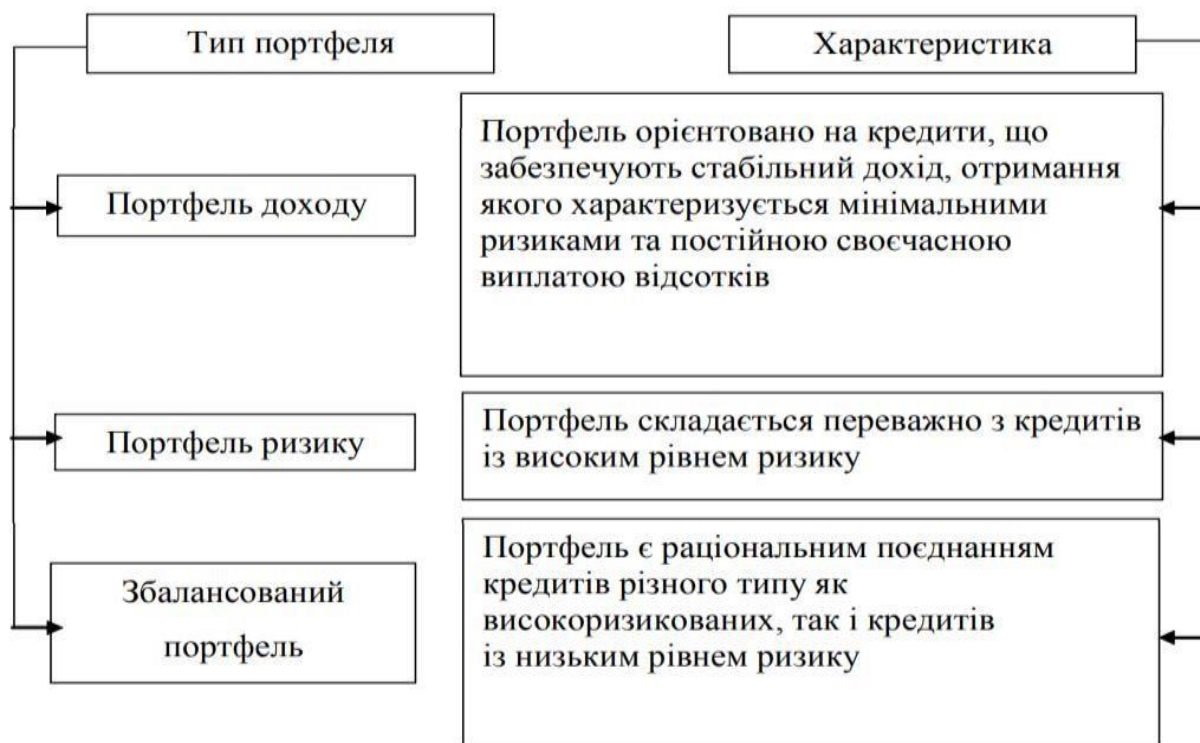 Тип портфеля
Характеристика
Портфель доходу
Портфель орієнтовано на кредити, що
забезпечують стабільний дохід, отримання
якого характеризується мінімальними
ризиками та постійною своєчасною
виплатою відсотків
Портфель ризику
Портфель складається переважно з кредитів
із високим рівнем ризику
Збалансований
портфель
Портфель є раціональним поєднанням
кредитів різного типу як
високоризикованих, так і кредитів
із низьким рівнем ризику